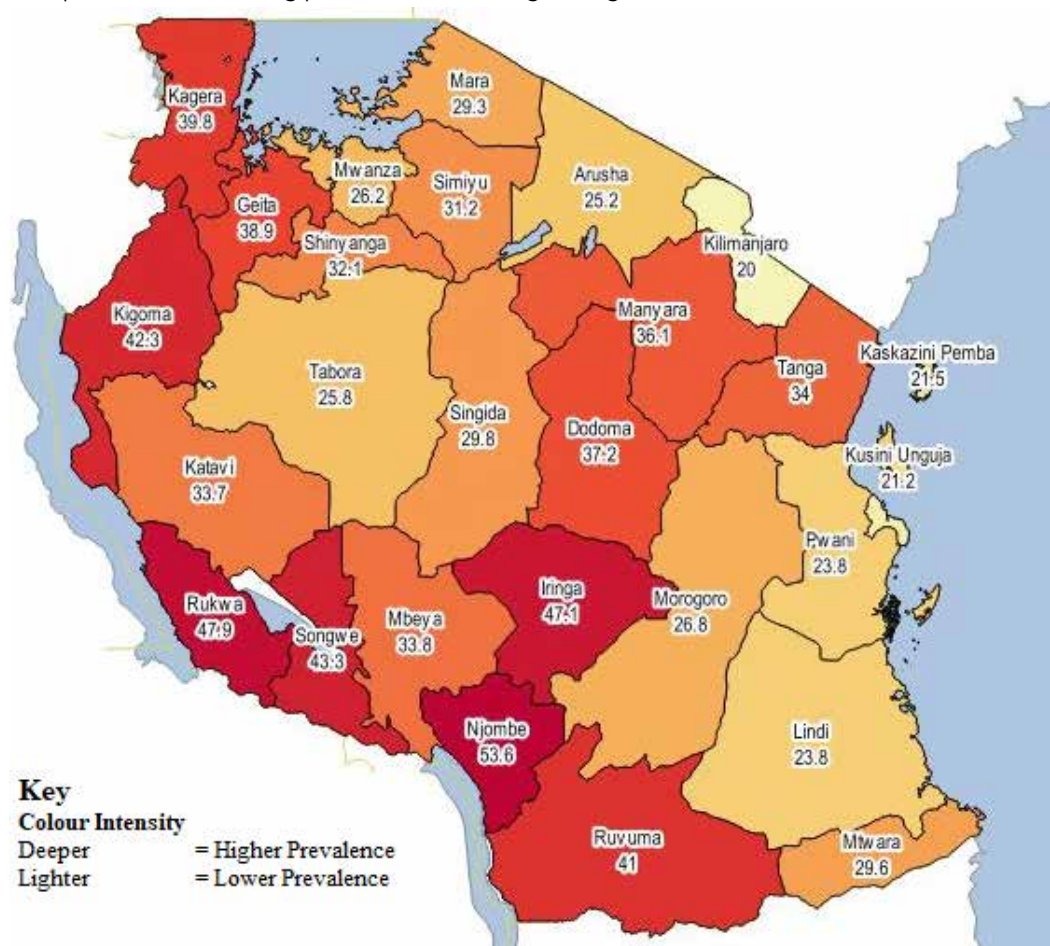 Mara
29.3
Kagera
39.8
Mwanza
26.2
Simiyu
31.2
Arusha
25.2
Geita
38.9
Shinyanga
32.1
Kilimanjaro
20
Kigoma
42.3
Manyara
36.1
Kaskazini Pemba
21.5
Tabora
25.8
Tanga
34
Singida
29.8
Dodoma
37.2
Kusini Unguja
21.2
Katavi
33.7
Pwani
23.8
Iringa
47.1
Rukwa
47.9
Morogoro
26.8
Mbeya
33.8
Songwe
43.3
Njombe
53.6
Lindi
23.8
Key
Colour Intensity
Deeper = Higher Prevalence
Lighter = Lower Prevalence
Ruvuma
41
Mtwara
29.6